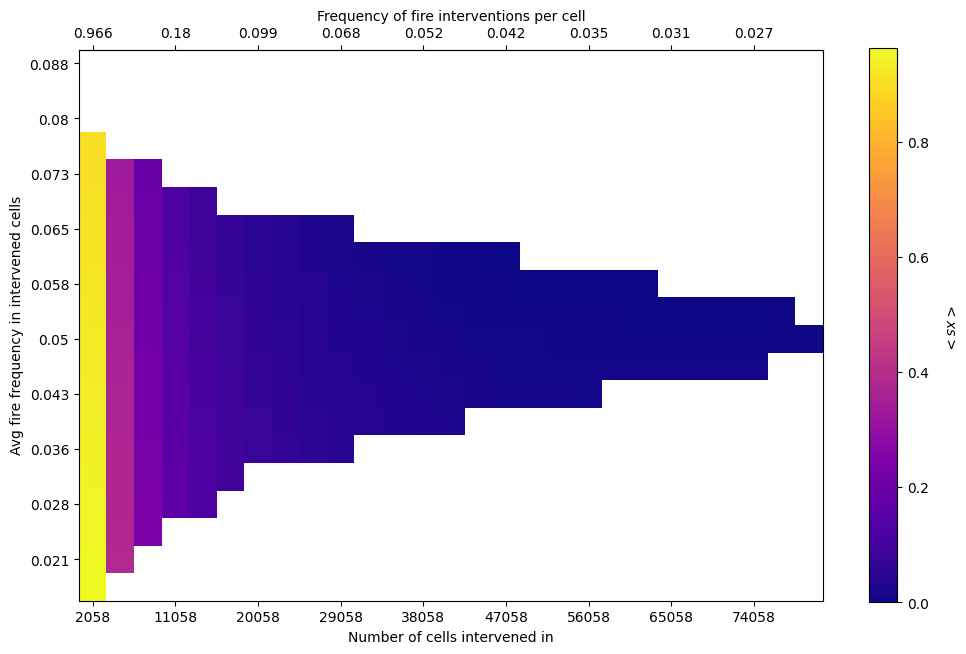 Frequency of fire interventions per cell
0.966 0.18 0.099 0.068 0.052 0.042 0.035 0.031 0.027
0.088
0.08
0.073
0.065
0.058
0.05
0.043
0.036
0.028
0.021
Avg fire frequency in intervened cells
2058 11058 20058 29058 38058 47058 56058 65058 74058
Number of cells intervened in
0.8
0.6
0.4
0.2
0.0
< sx >